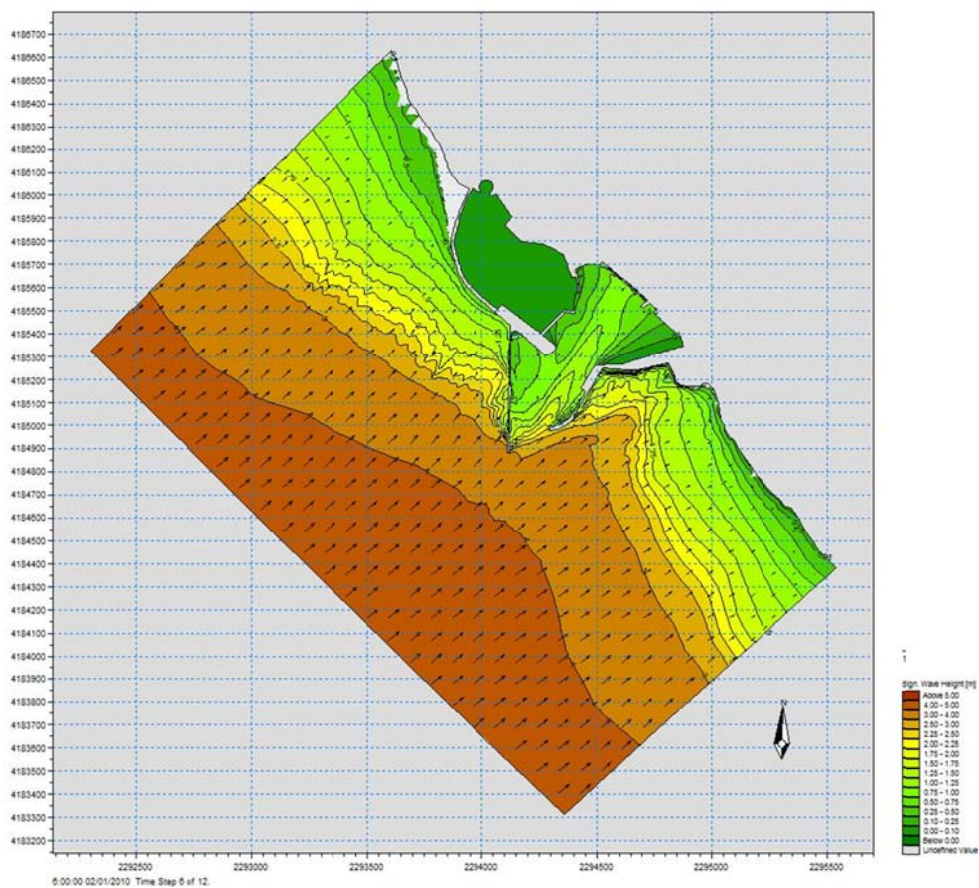 4186700
4186600
4186500
4186400
4186300
4186200
4186100
4186000
4185900
4185800
4185700
4185600
4185500
4185400
4185300
4185200
4185100
4185000
4184900
4184800
4184700
4184600
4184500
4184400
4184300
4184200
4184100
4184000
4183900
4183800
4183700
4183600
4183500
4183400
4183300
4183200
2292500 2293000 2293500 2294000 2294500 2295000 2295500
6:00:00 02/01/2010 Time Step 6 of 12.
N
Sign. Wave Height [m]
Above 5.00
4.00 - 5.00
3.00 - 4.00
2.50 - 3.00
2.25 - 2.50
2.00 - 2.25
1.75 - 2.00
1.50 - 1.75
1.25 - 1.50
1.00 - 1.25
0.75 - 1.00
0.50 - 0.75
0.25 - 0.50
0.10 - 0.25
0.00 - 0.10
Below 0.00
Undefined Value